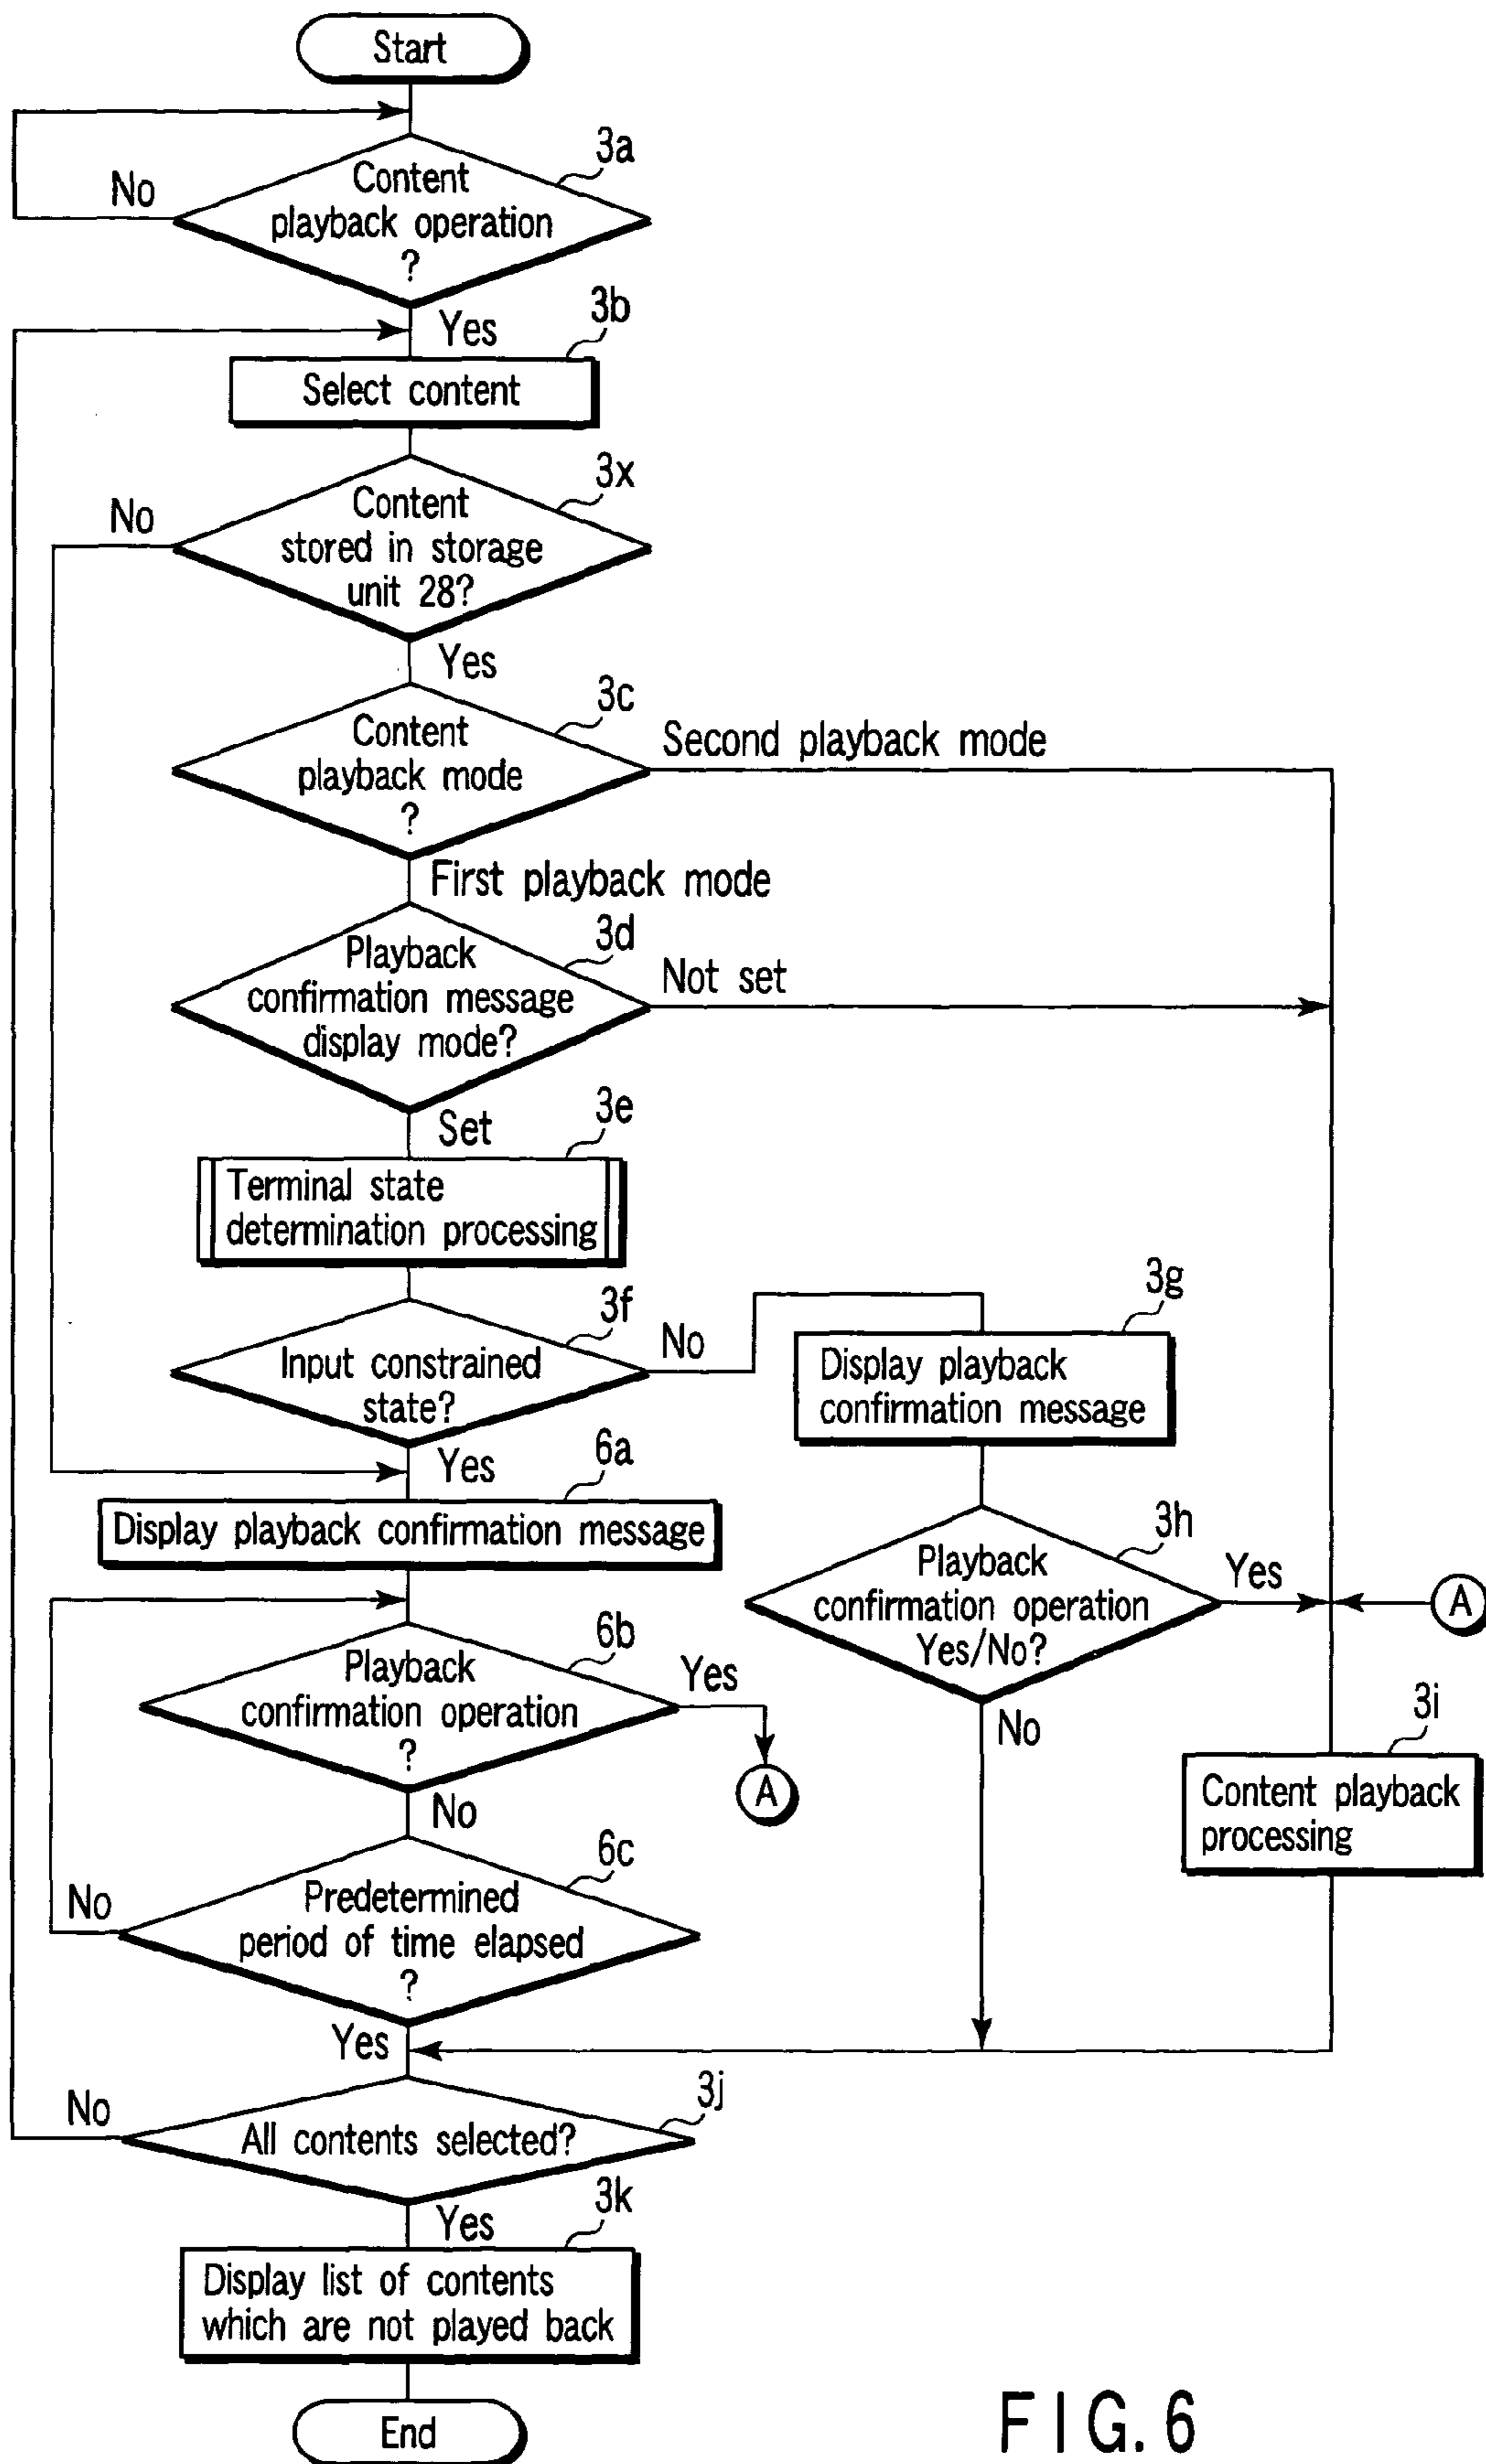 Start
3a
Content
playback operation
?
No
Yes
3b
Select content
3x
Content
stored in storage
unit 28?
No
Yes
3c
Content
playback mode
?
Second playback mode
First playback mode
3d
Playback
confirmation message
display mode?
Not set
Set
3e
Terminal state
determination processing
3f
Input constrained
state?
No
Yes
3g
Display playback
confirmation message
6a
Display playback confirmation message
3h
Playback
confirmation operation
Yes/No?
Yes
A
No
6b
Playback
confirmation operation
?
Yes
A
No
3i
Content playback
processing
6c
Predetermined
period of time elapsed
?
No
Yes
3j
All contents selected?
No
Yes
3k
Display list of contents
which are not played back
End
FIG. 6